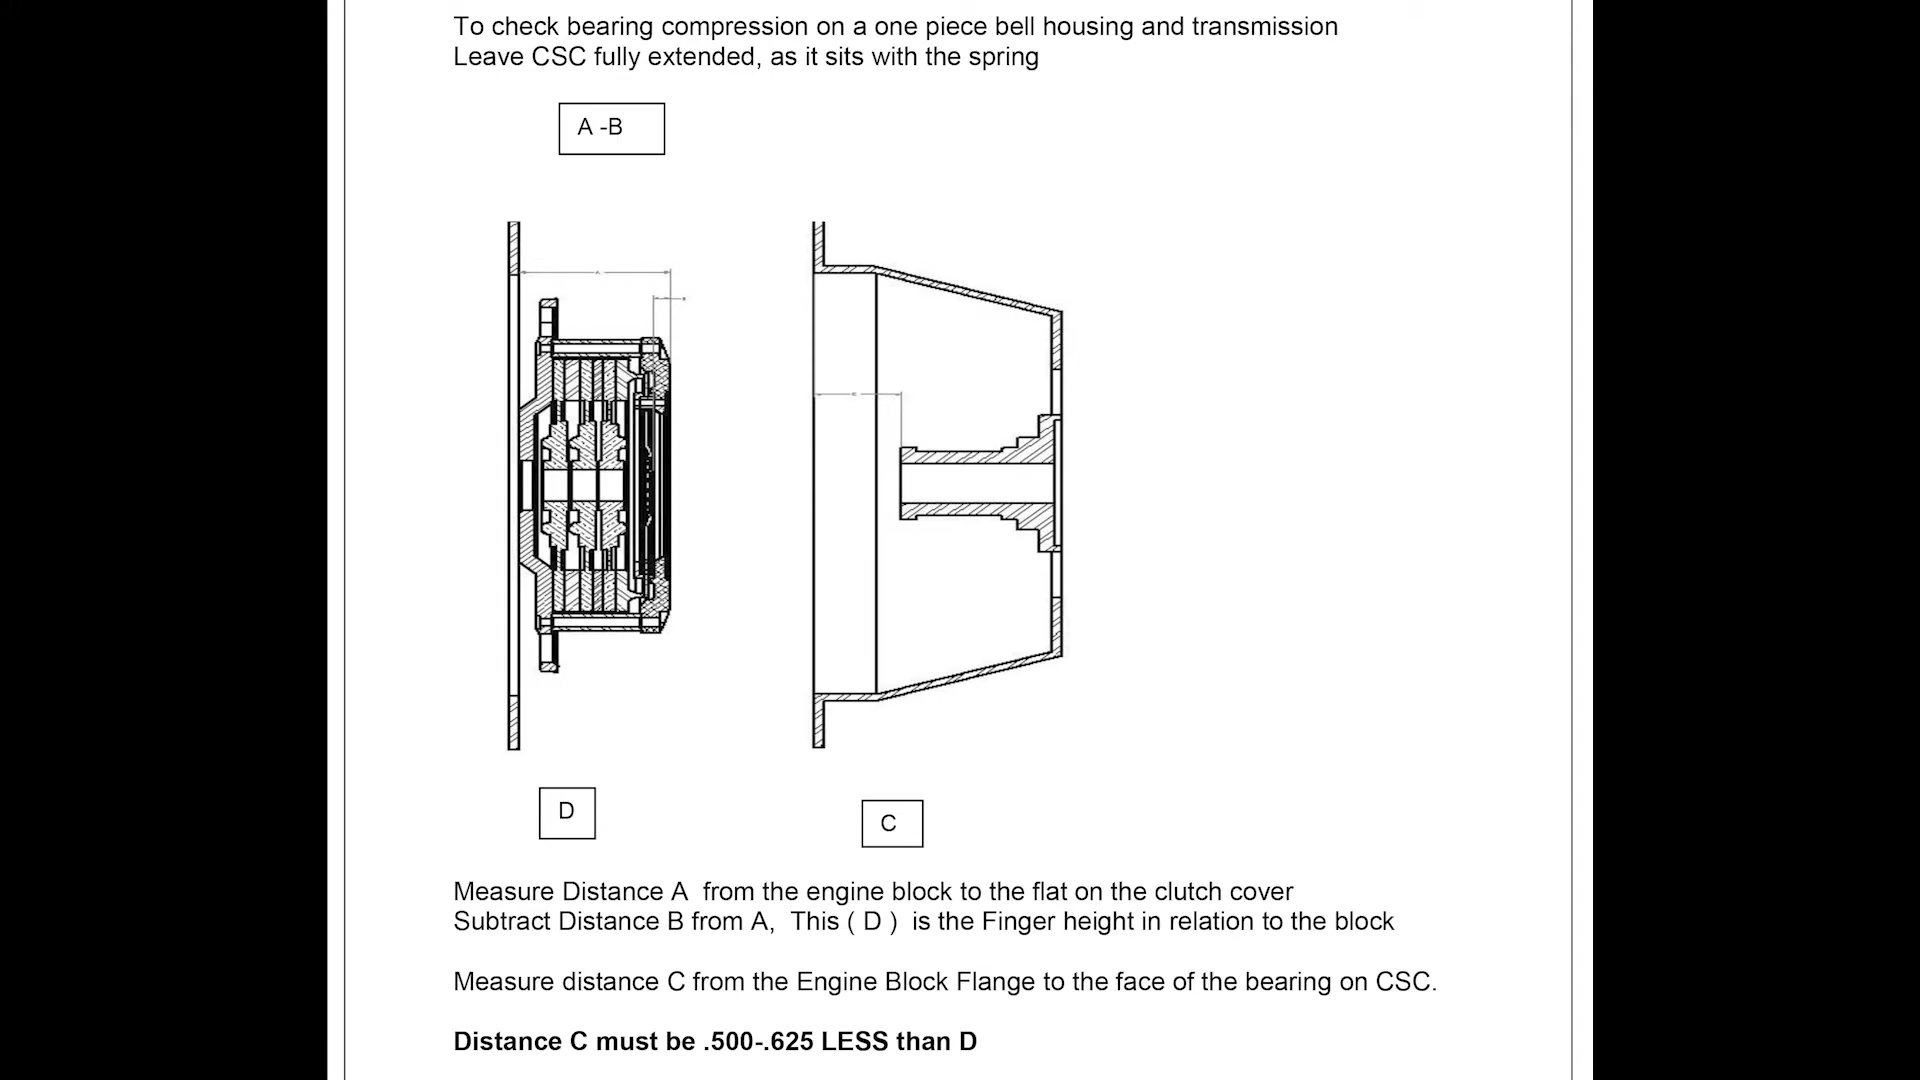 To check bearing compression on a one piece bell housing and transmission
Leave CSC fully extended, as it sits with the spring
A -B
D
C
Measure Distance A  from the engine block to the flat on the clutch cover
Subtract Distance B from A,  This ( D )  is the Finger height in relation to the block
Measure distance C from the Engine Block Flange to the face of the bearing on CSC.
Distance C must be .500-.625 LESS than D